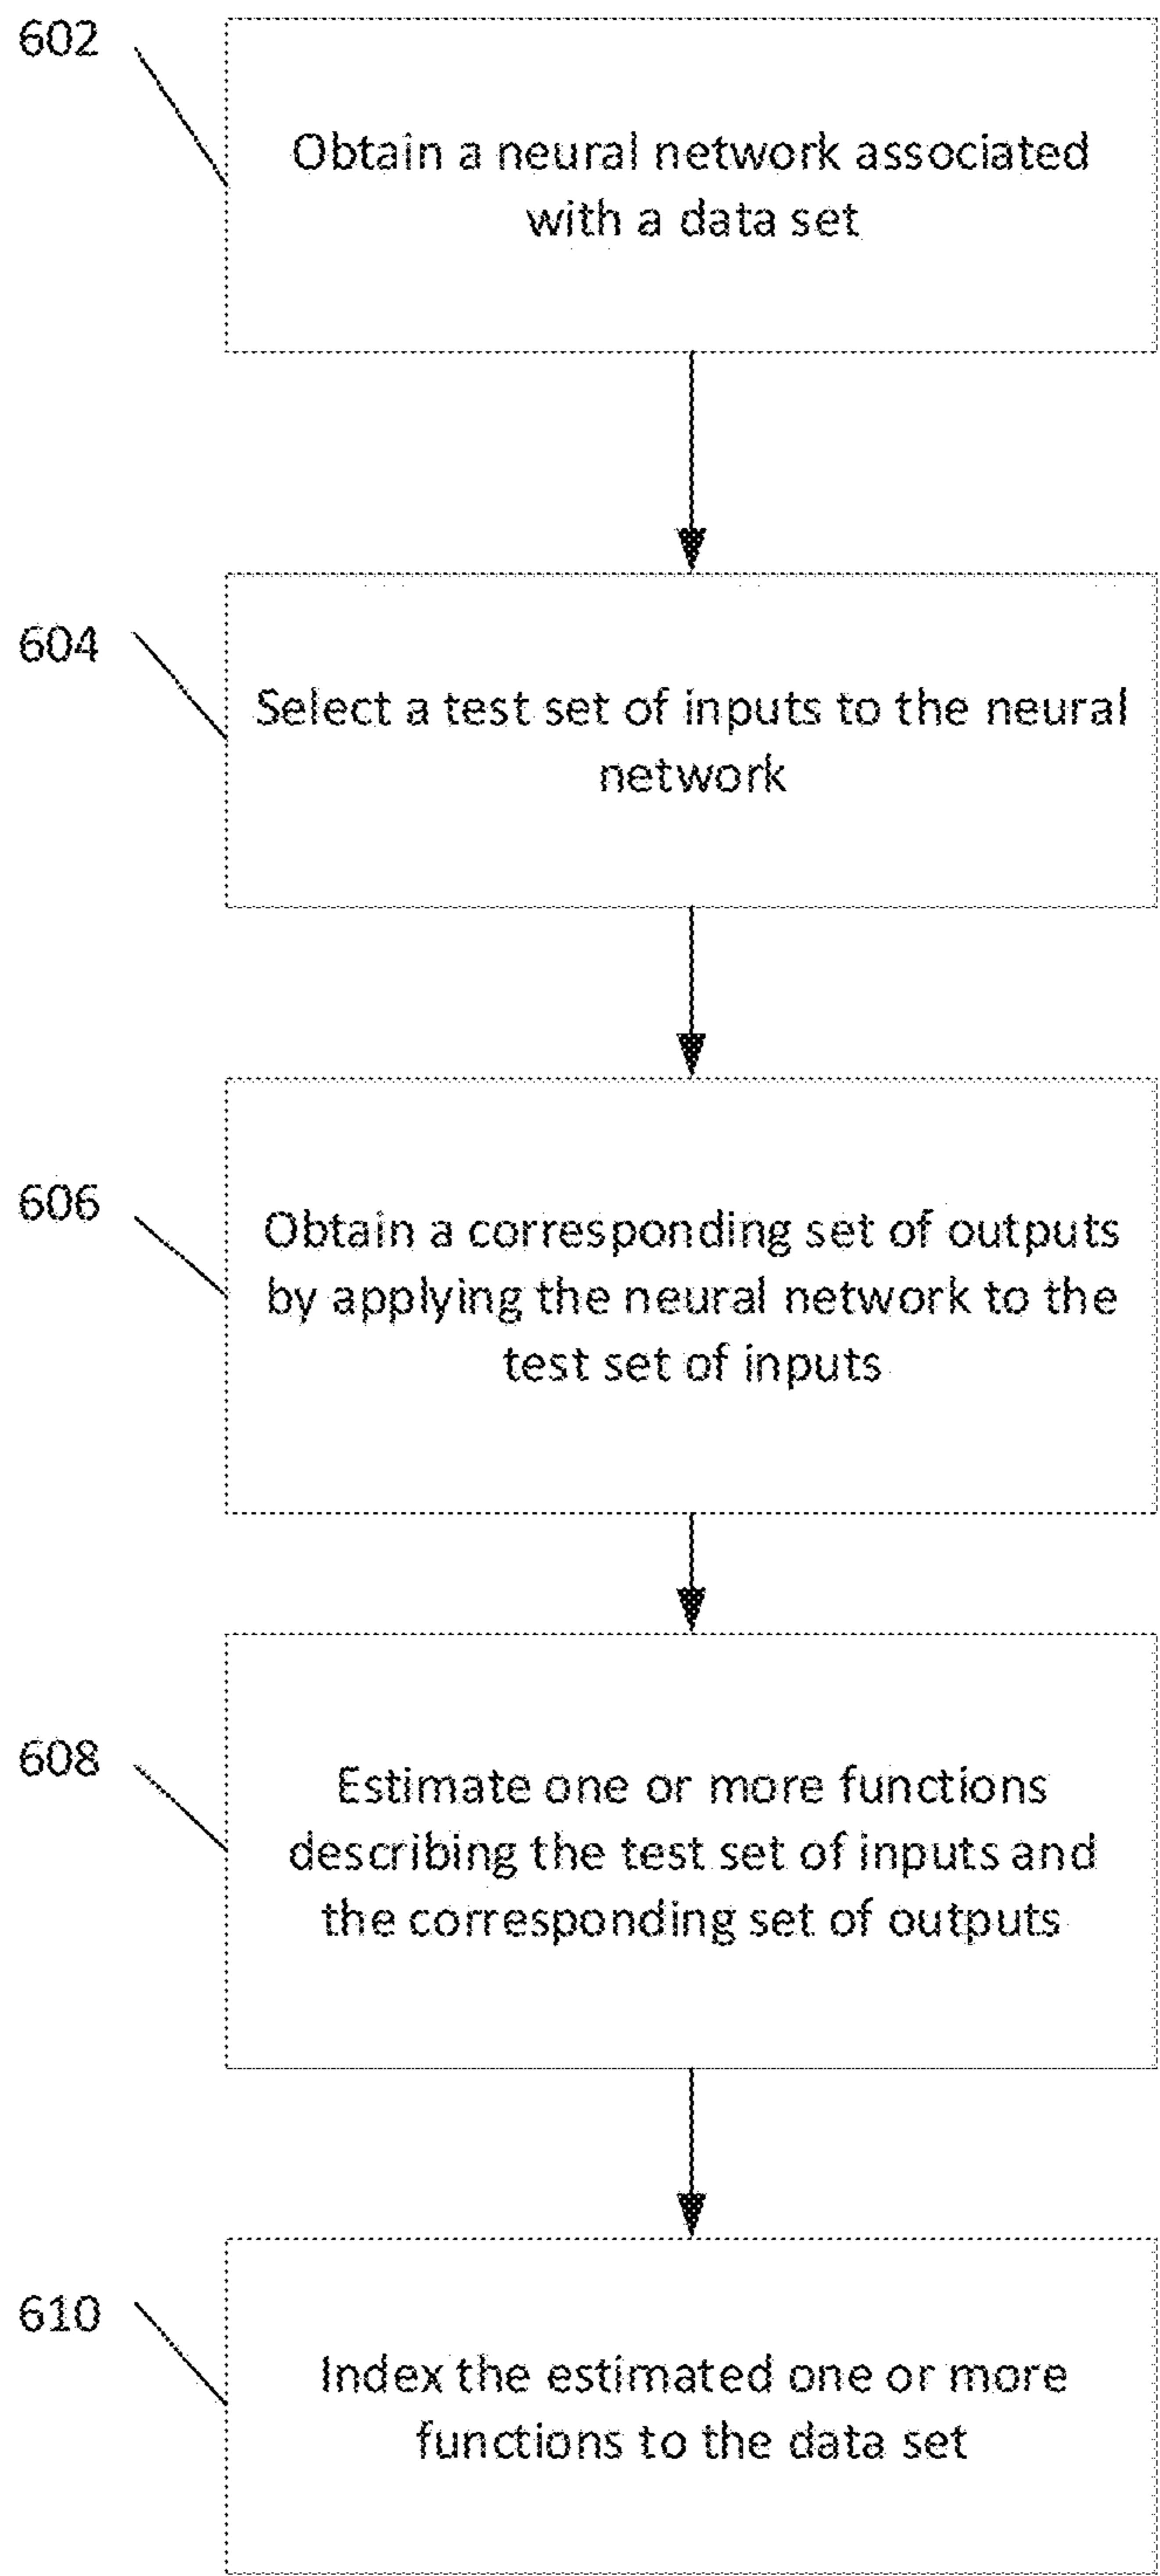 602
Obtain a neural network associated
with a data set
604
Select a test set of inputs to the neural
network
606
Obtain a corresponding set of outputs
by applying the neural network to the
test set of inputs
608
Estimate one or more functions
describing the test set of inputs and
the corresponding set of outputs
610
Index the estimated one or more
functions to the data set